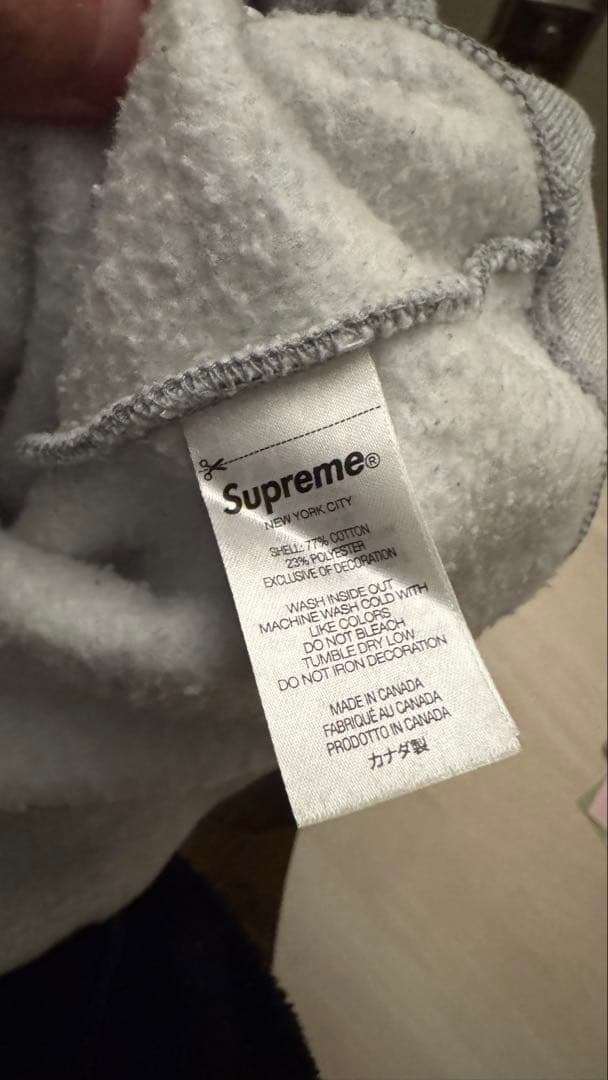 Supreme®
NEW YORK CITY
SHELL: 77% COTTON
23% POLYESTER
EXCLUSIVE OF DECORATION
WASH INSIDE OUT
MACHINE WASH COLD WITH
LIKE COLORS
DO NOT BLEACH
TUMBLE DRY LOW
DO NOT IRON DECORATION
MADE IN CANADA
FABRIQUÉ AU CANADA
PRODOTTO IN CANADA
カナダ製